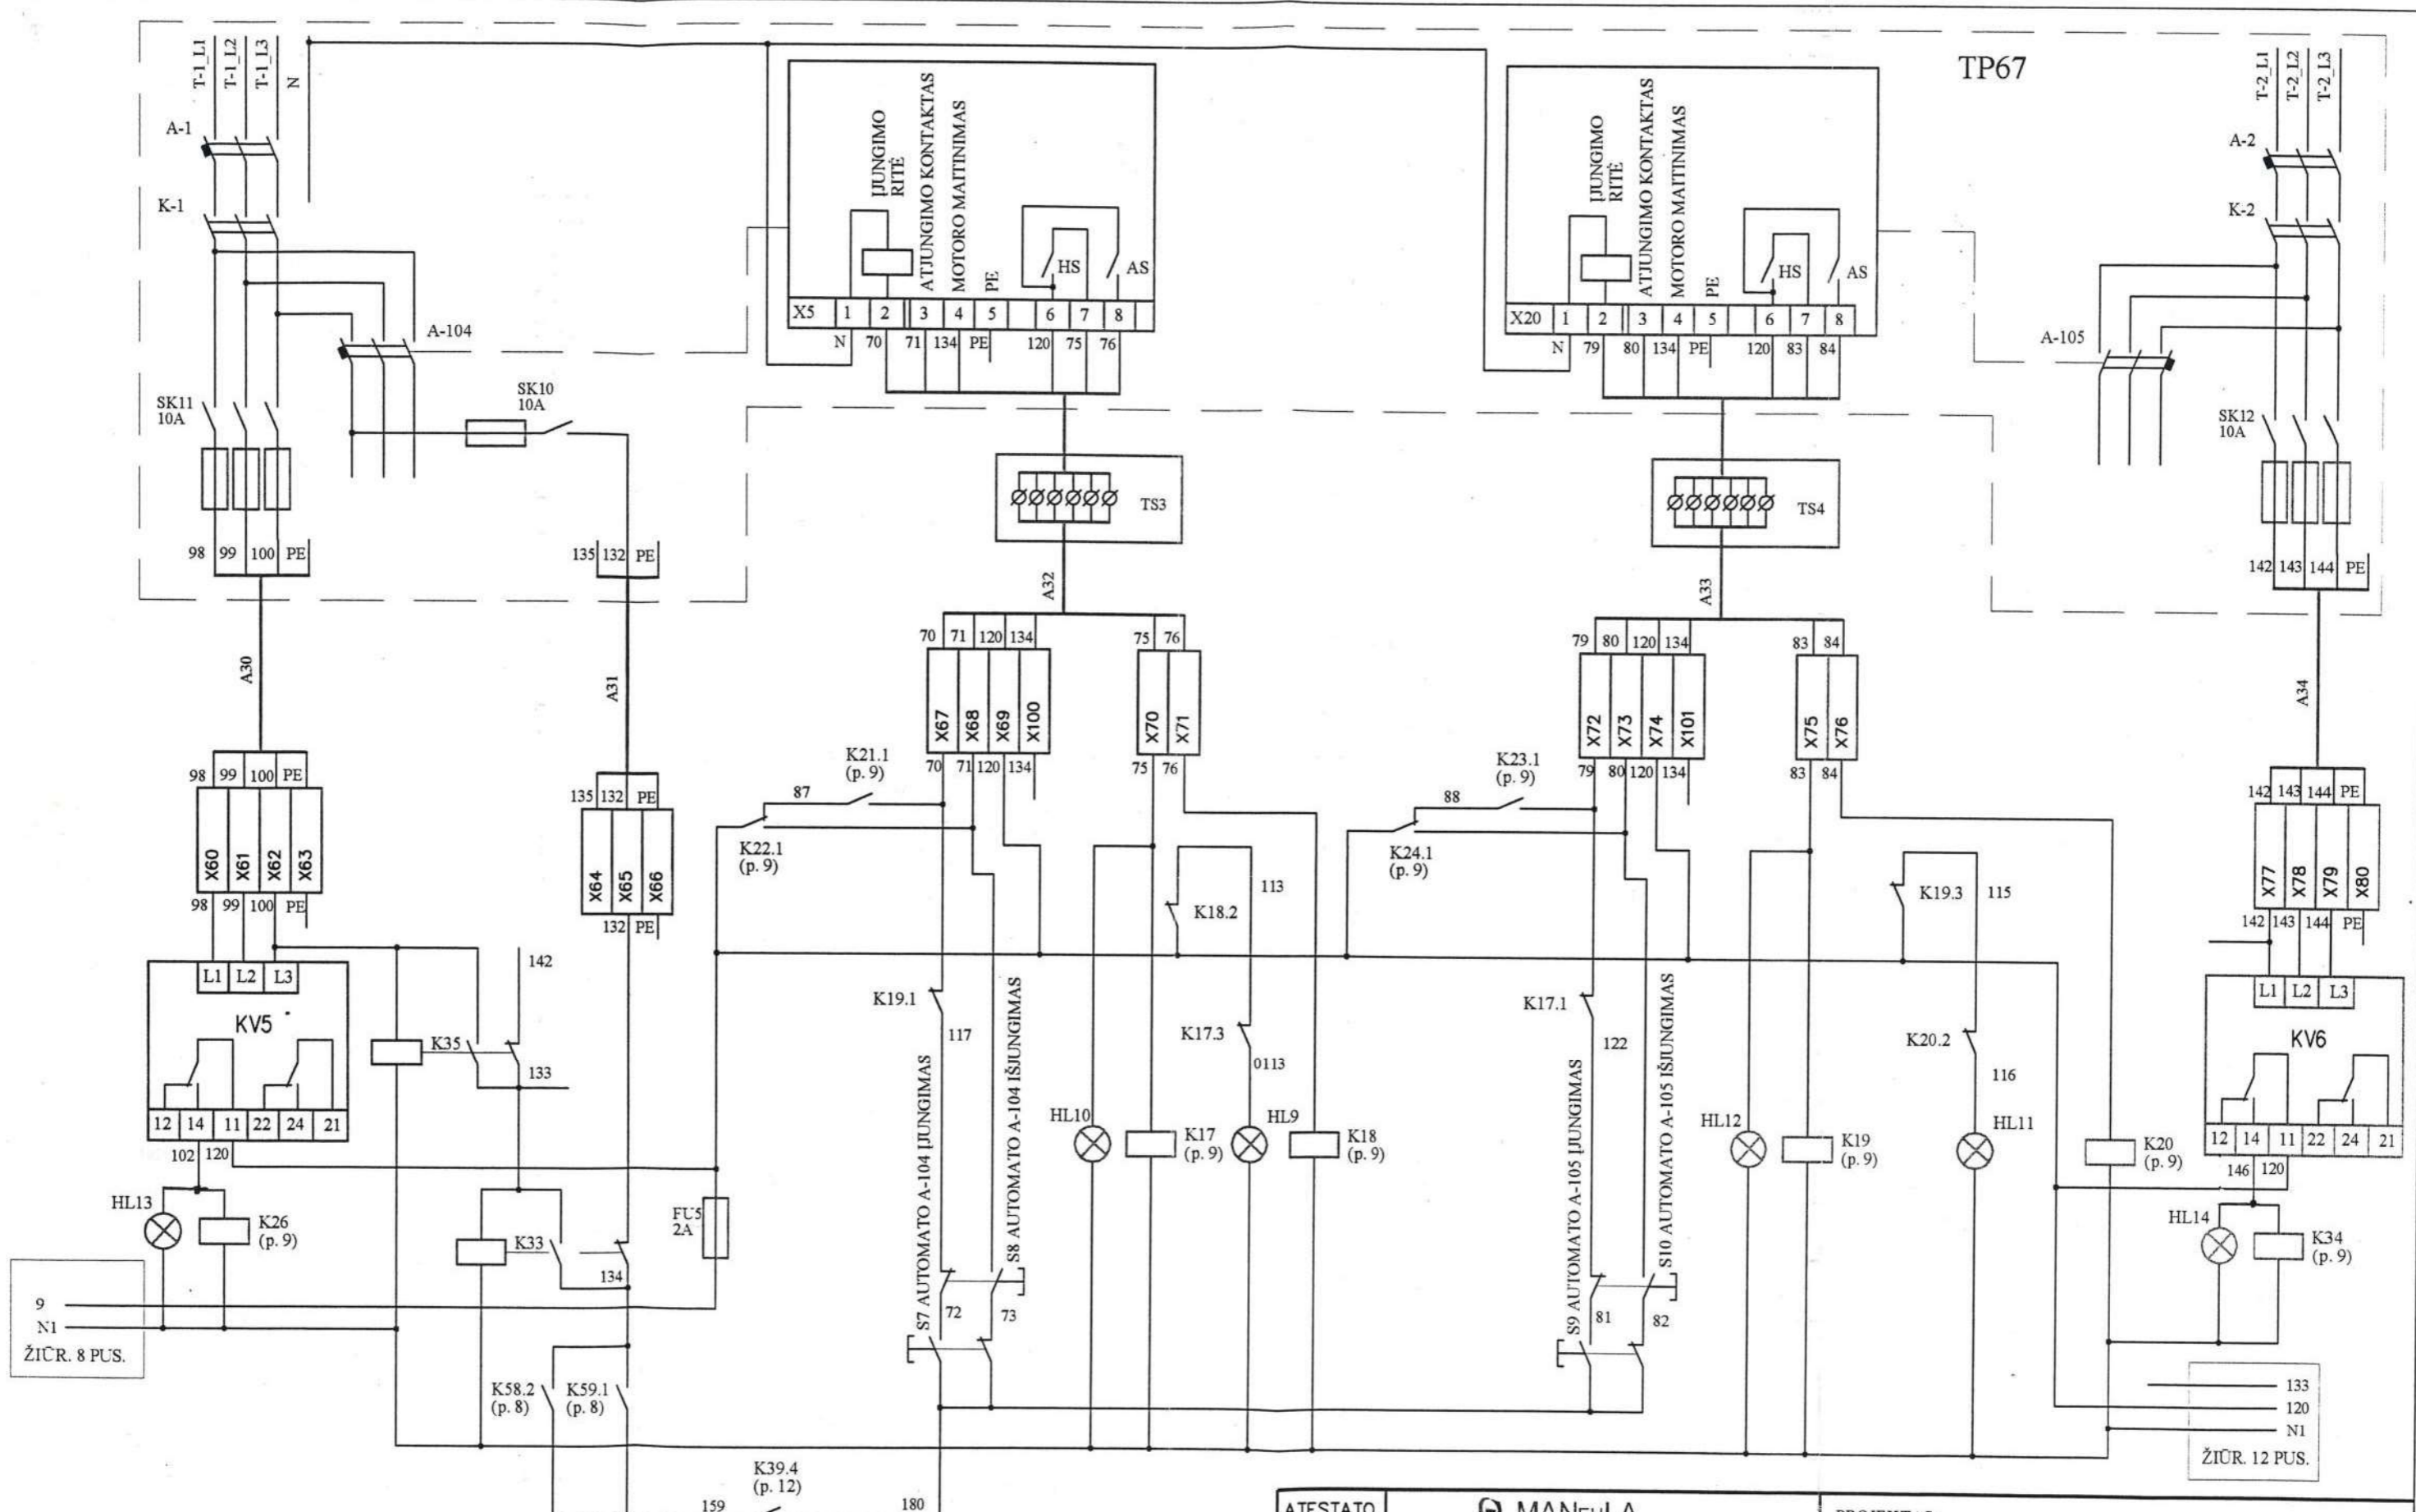 TP67
T-1_L1
T-1_L2
T-1_L3
N
A-1
K-1
A-104
SK11
10A
SK10
10A
98 99 100 PE
135 132 PE
ĮJUNGIMO
RITĖ
ATJUNGIMO KONTAKTAS
MOTORO MAITINIMAS
PE
HS
AS
X5 1 2 3 4 5 6 7 8
N 70 71 134 PE 120 75 76
ĮJUNGIMO
RITĖ
ATJUNGIMO KONTAKTAS
MOTORO MAITINIMAS
PE
HS
AS
X20 1 2 3 4 5 6 7 8
N 79 80 134 PE 120 83 84
T-2_L1
T-2_L2
T-2_L3
A-2
K-2
A-105
SK12
10A
142 143 144 PE
TS3
TS4
A30
A31
A32
A33
A34
70 71 120 134
75 76
X67 X68 X69 X100
X70 X71
70 71 120 134
75 76
79 80 120 134
83 84
X72 X73 X74 X101
X75 X76
79 80 120 134
83 84
98 99 100 PE
X60 X61 X62 X63
98 99 100 PE
135 132 PE
X64 X65 X66
132 PE
142 143 144 PE
X77 X78 X79 X80
142 143 144 PE
K21.1
(p. 9)
87
K22.1
(p. 9)
K23.1
(p. 9)
88
K24.1
(p. 9)
K18.2
113
K19.3
115
L1 L2 L3
KV5
12 14 11 22 24 21
102 120
142
K35
133
K19.1
117
K17.3
0113
K17.1
122
K20.2
116
L1 L2 L3
KV6
12 14 11 22 24 21
146 120
HL13
K26
(p. 9)
K33
134
FU5
2A
S7 AUTOMATO A-104 ĮJUNGIMAS
S8 AUTOMATO A-104 IŠJUNGIMAS
72
73
HL10
K17
(p. 9)
HL9
K18
(p. 9)
S9 AUTOMATO A-105 ĮJUNGIMAS
S10 AUTOMATO A-105 IŠJUNGIMAS
81
82
HL12
K19
(p. 9)
HL11
K20
(p. 9)
HL14
K34
(p. 9)
9
N1
ŽIŪR. 8 PUS.
K58.2
(p. 8)
K59.1
(p. 8)
133
120
N1
ŽIŪR. 12 PUS.
K39.4
(p. 12)
159
180
ATESTATO